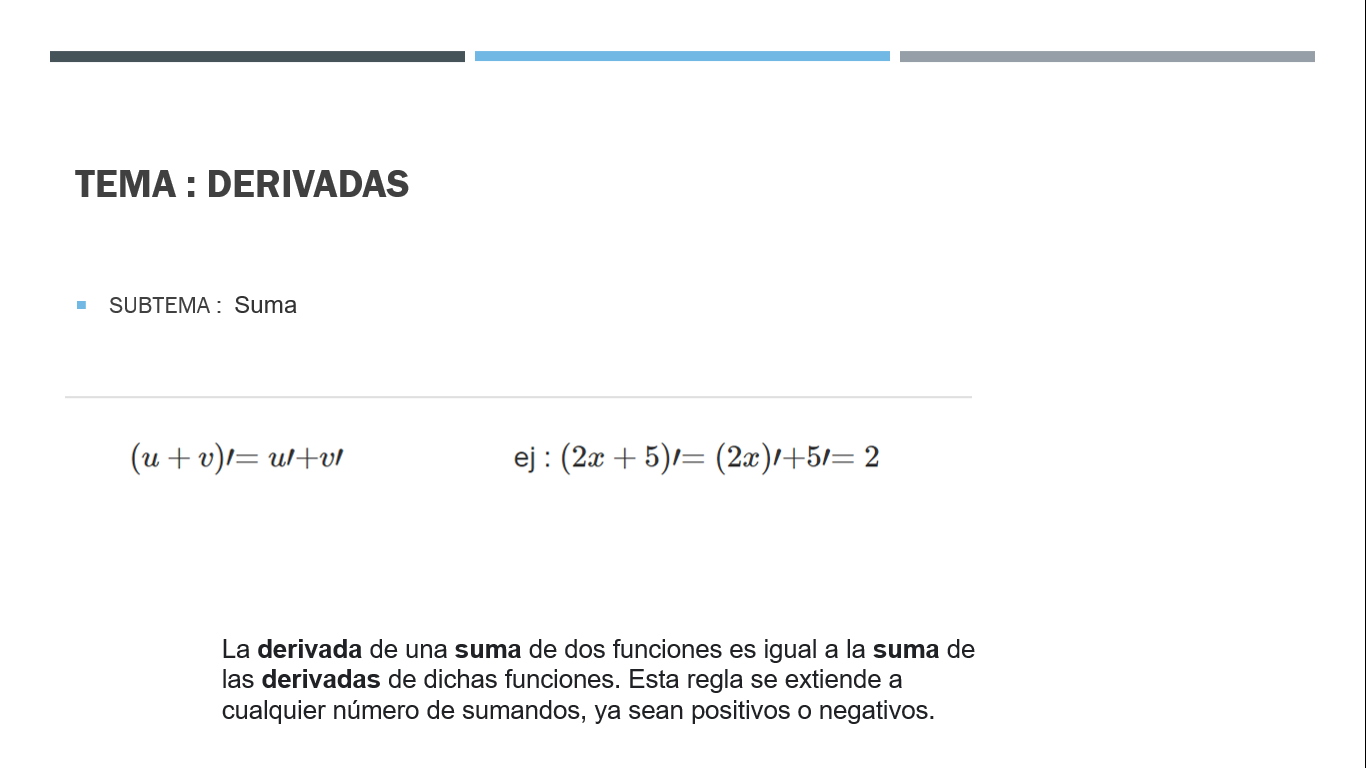 TEMA : DERIVADAS
SUBTEMA : Suma
(u + v)′= u′+v′
ej : (2x + 5)′= (2x)′+5′= 2
La derivada de una suma de dos funciones es igual a la suma de
las derivadas de dichas funciones. Esta regla se extiende a
cualquier número de sumandos, ya sean positivos o negativos.